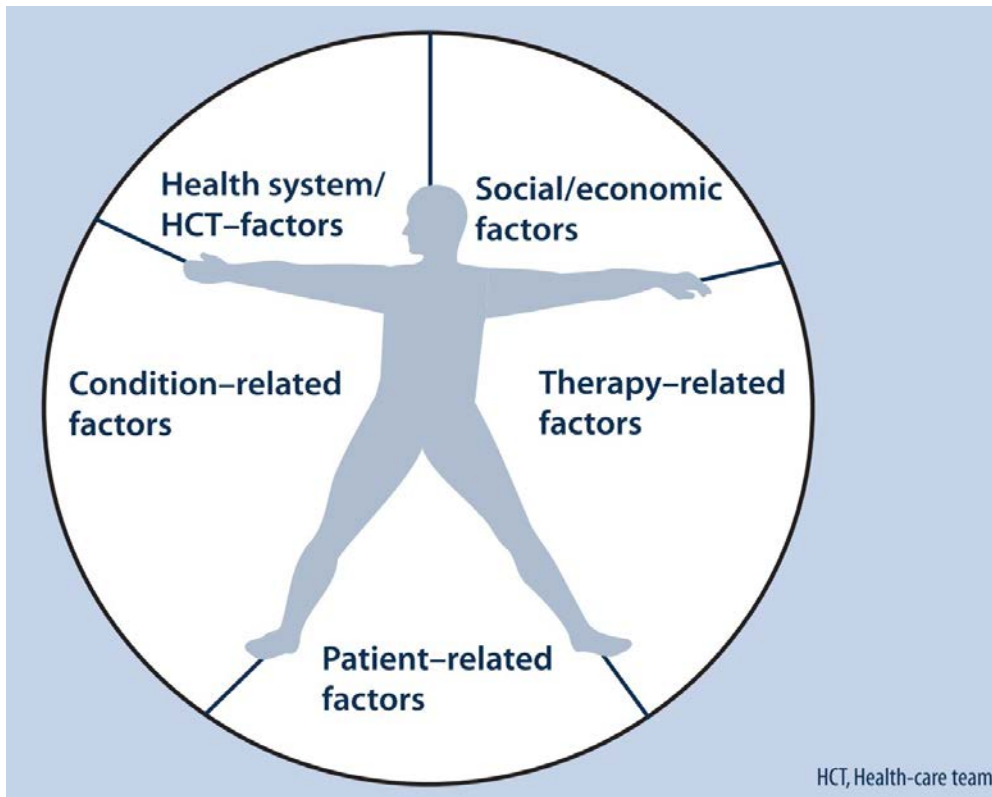 Health system/
HCT–factors
Social/economic
factors
Condition–related
factors
Therapy–related
factors
Patient–related
factors
HCT, Health-care team